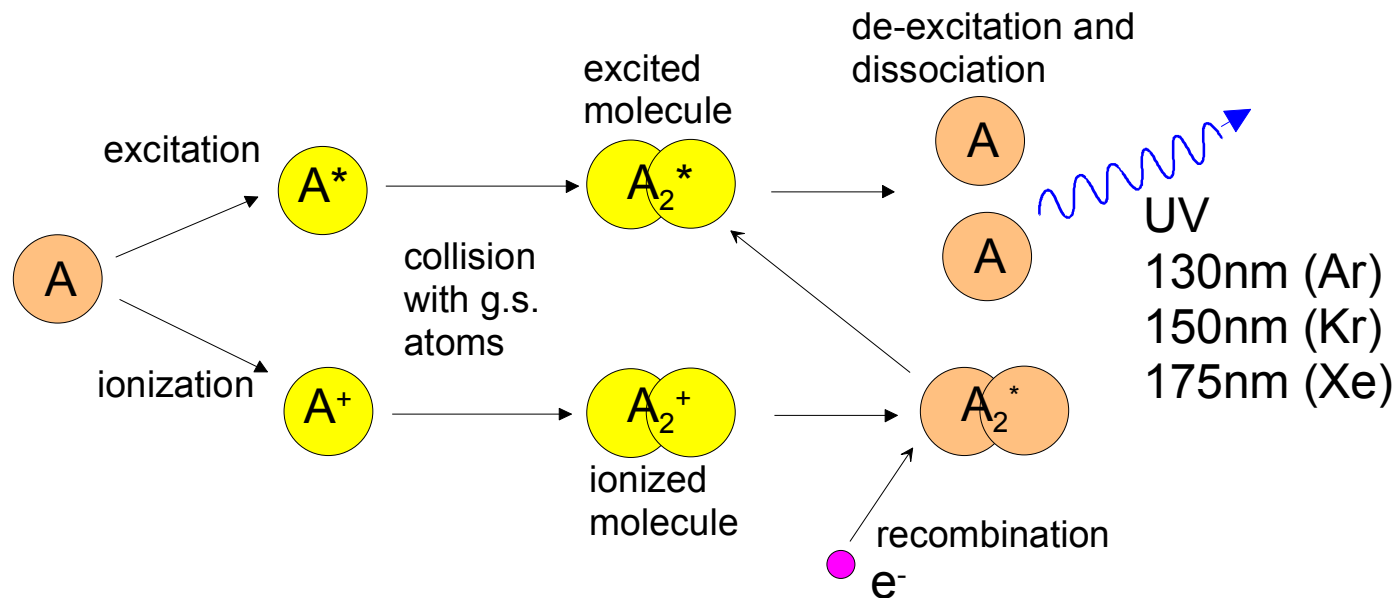 de-excitation and
dissociation
excited
molecule
A
excitation
A*
A₂*
A
UV
130nm (Ar)
150nm (Kr)
175nm (Xe)
A
collision
with g.s.
atoms
ionization
A⁺
A₂⁺
A₂*
ionized
molecule
recombination
e⁻